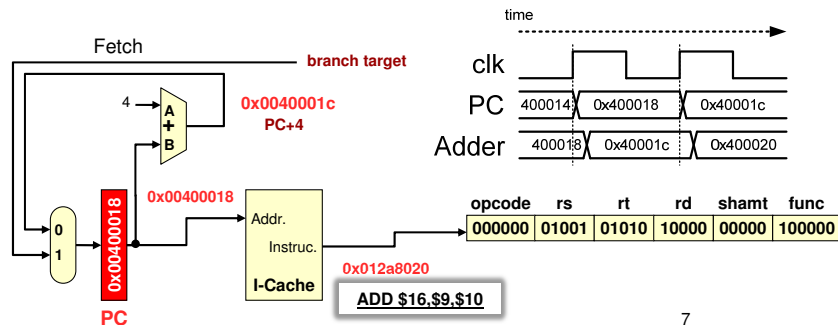 time
Fetch
branch target
clk
4
A
+
B
0x0040001c
PC+4
PC
400014
0x400018
0x40001c
Adder
400018
0x40001c
0x400020
0x00400018
opcode rs rt rd shamt func
000000 01001 01010 10000 00000 100000
0
1
0x00400018
Addr.
Instruc.
I-Cache
0x012a8020
ADD $16,$9,$10
PC
7